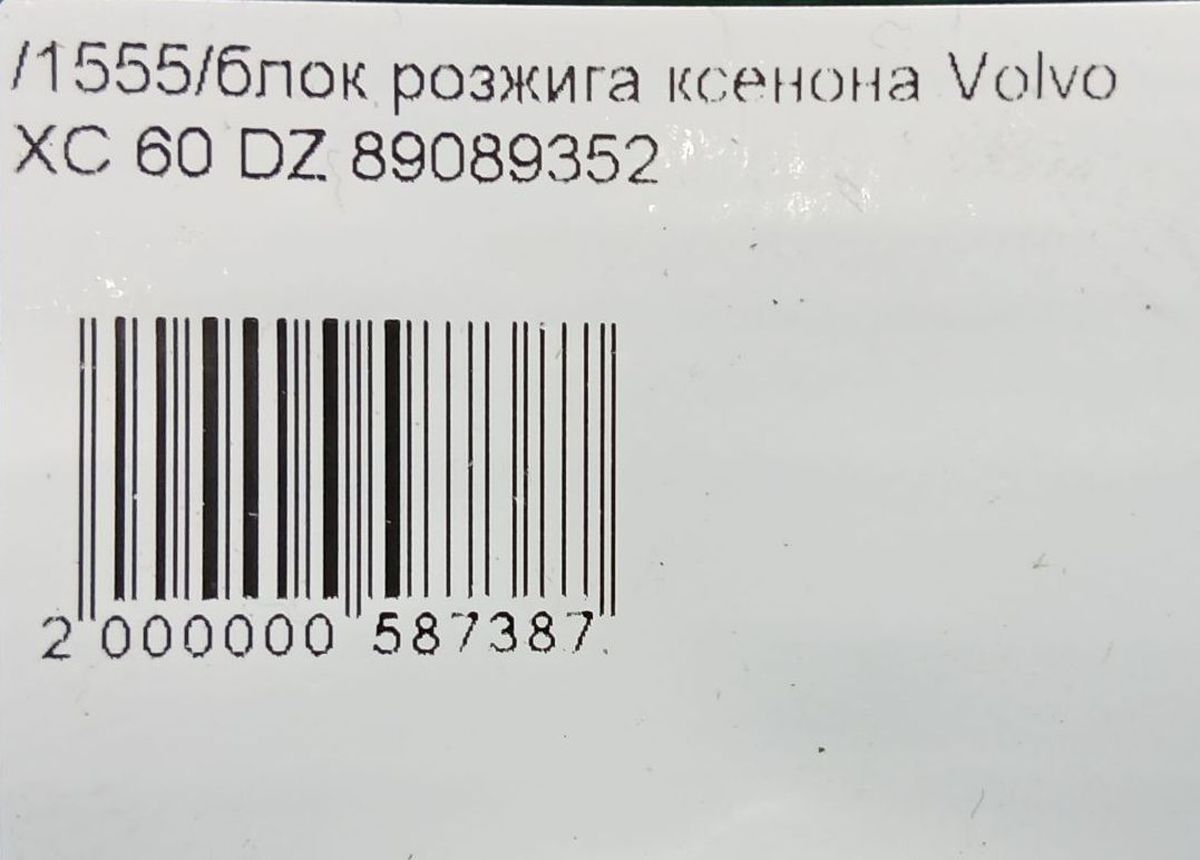 /1555/блок розжига ксенона Volvo
XC 60 DZ 89089352
2 000000 587387